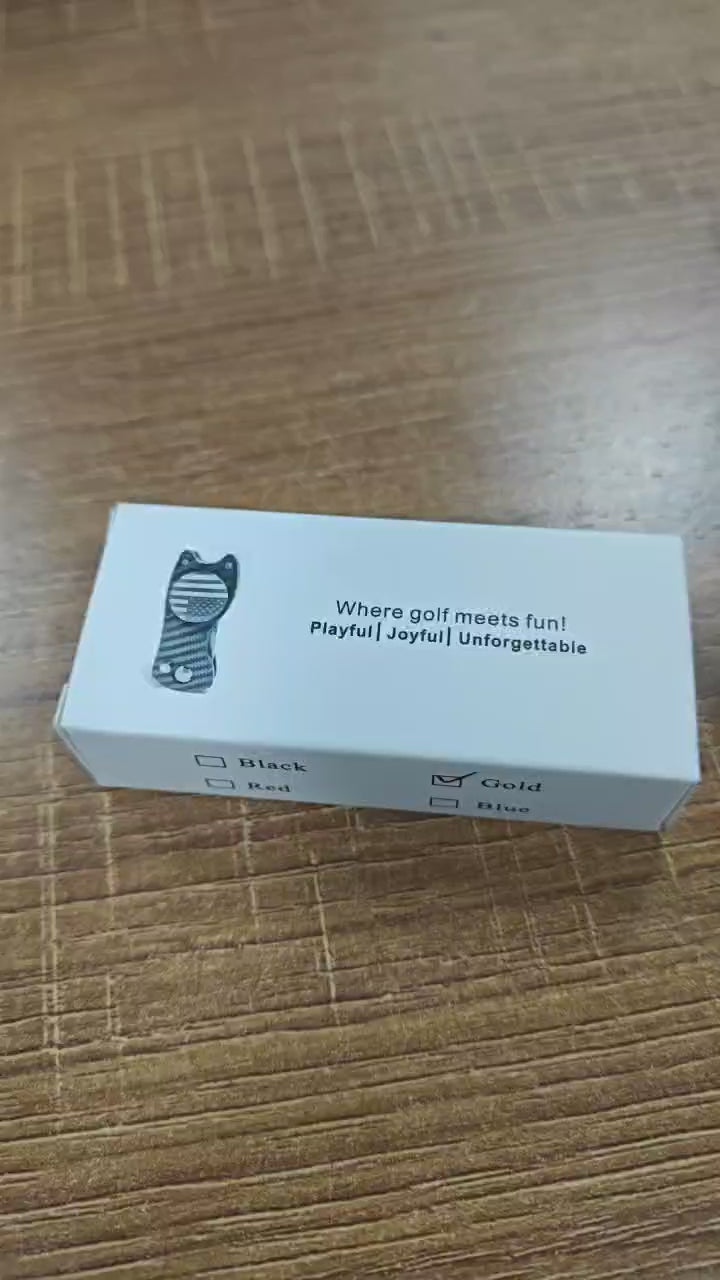 Where golf meets fun!
Playful| Joyful| Unforgettable
Black
Gold
Red
Blue